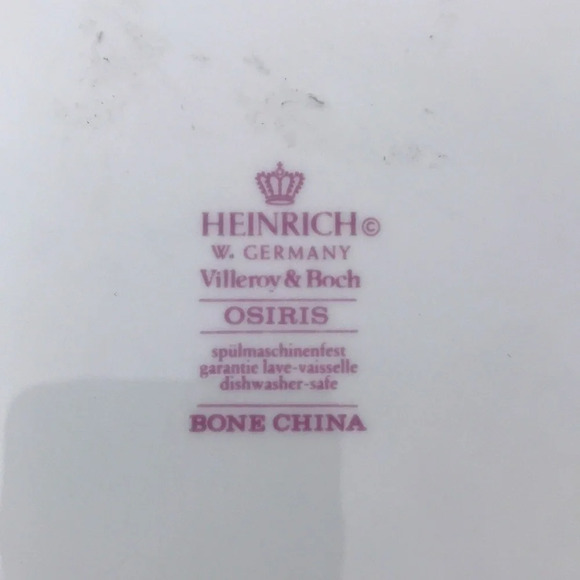 HEINRICH©
W. GERMANY
Villeroy & Boch
OSIRIS
spülmaschinenfest
garantie lave-vaisselle
dishwasher-safe
BONE CHINA